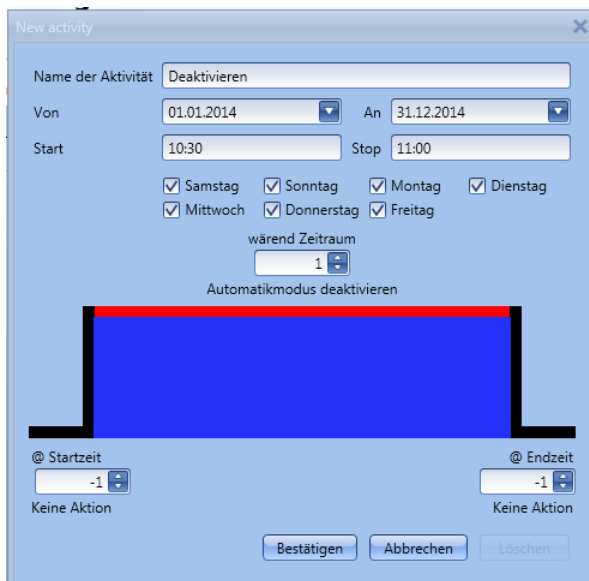 New activity
Name der Aktivität Deaktivieren
Von 01.01.2014 An 31.12.2014
Start 10:30 Stop 11:00
Samstag Sonntag Montag Dienstag
Mittwoch Donnerstag Freitag
wärend Zeitraum
1
Automatikmodus deaktivieren
@ Startzeit @ Endzeit
-1 -1
Keine Aktion Keine Aktion
Bestätigen Abbrechen Löschen